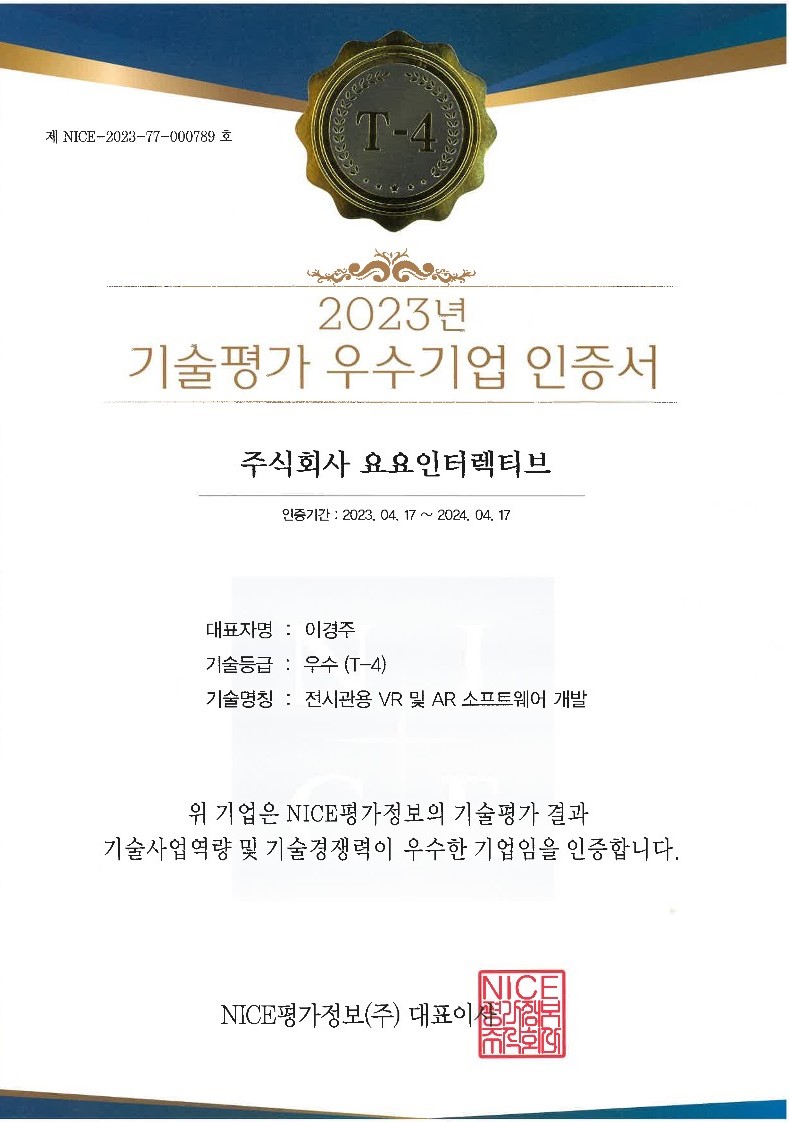 제 NICE-2023-77-000789 호
T-4
2023년
기술평가 우수기업 인증서
주식회사 요요인터렉티브
인증기간 : 2023. 04. 17 ~ 2024. 04. 17
대표자명 : 이경주
기술등급 : 우수 (T-4)
기술명칭 : 전시관용 VR 및 AR 소프트웨어 개발
위 기업은 NICE평가정보의 기술평가 결과
기술사업역량 및 기술경쟁력이 우수한 기업임을 인증합니다.
NICE평가정보(주) 대표이사
NICE
평가정보
주식회사